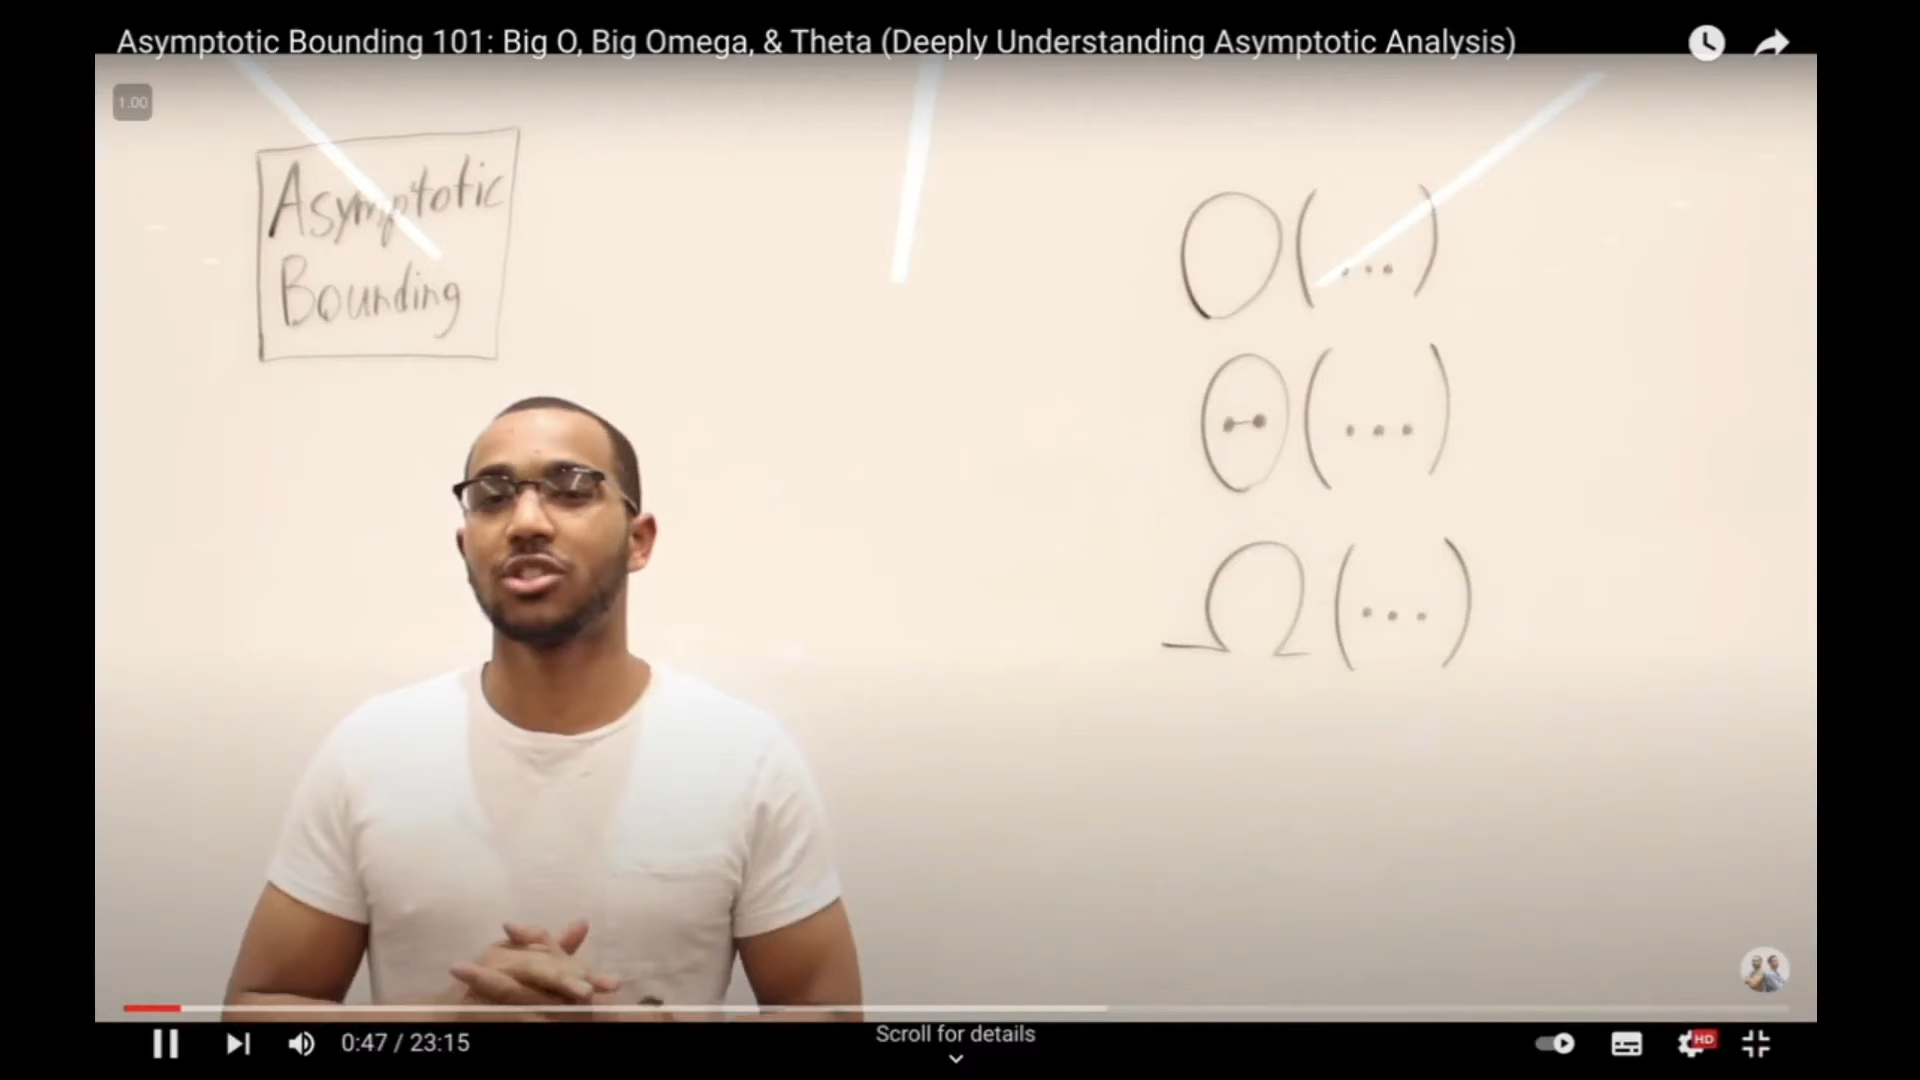 Asymptotic Bounding 101: Big O, Big Omega, & Theta (Deeply Understanding Asymptotic Analysis)
1.00
Asymptotic
Bounding
O(...)
Θ(...)
Ω(...)
0:47 / 23:15
Scroll for details
HD